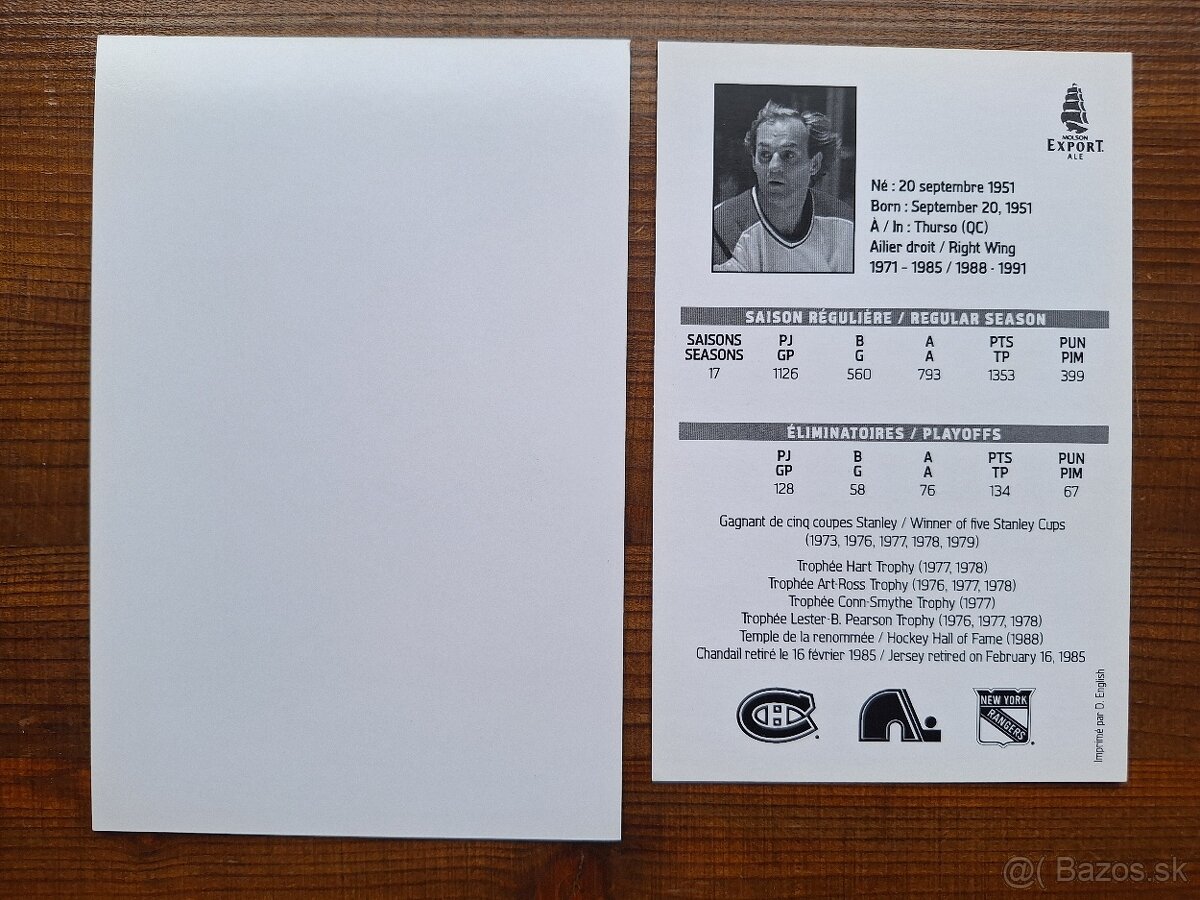 MOLSON
EXPORT
ALE
Né : 20 septembre 1951
Born : September 20, 1951
À / In : Thurso (QC)
Ailier droit / Right Wing
1971 - 1985 / 1988 - 1991
SAISON RÉGULIÈRE / REGULAR SEASON
SAISONS PJ B A PTS PUN
SEASONS GP G A TP PIM
17 1126 560 793 1353 399
ÉLIMINATOIRES / PLAYOFFS
PJ B A PTS PUN
GP G A TP PIM
128 58 76 134 67
Gagnant de cinq coupes Stanley / Winner of five Stanley Cups
(1973, 1976, 1977, 1978, 1979)
Trophée Hart Trophy (1977, 1978)
Trophée Art-Ross Trophy (1976, 1977, 1978)
Trophée Conn-Smythe Trophy (1977)
Trophée Lester-B. Pearson Trophy (1976, 1977, 1978)
Temple de la renommée / Hockey Hall of Fame (1988)
Chandail retiré le 16 février 1985 / Jersey retired on February 16, 1985
NEW YORK
RANGERS
Imprimé par D. English
@( Bazos.sk